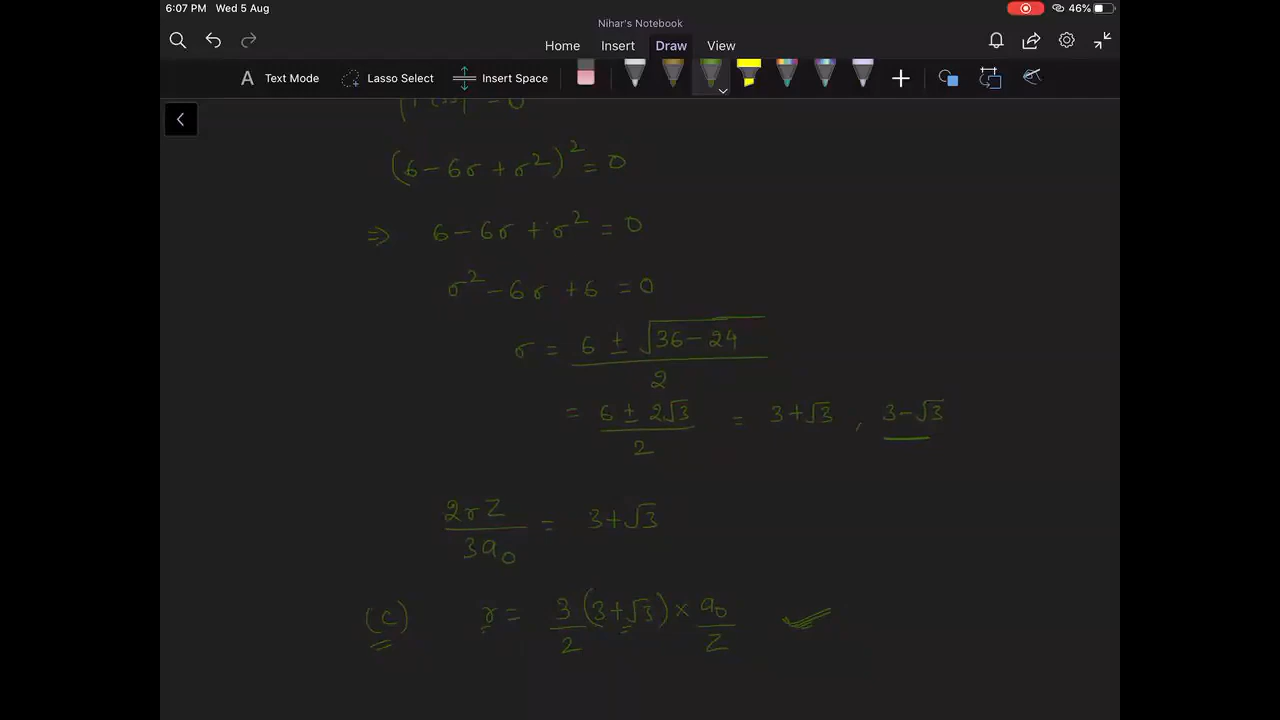 6:07 PM Wed 5 Aug
46%
Nihar's Notebook
Home Insert Draw View
A Text Mode Lasso Select Insert Space
(6 - 6σ + σ²)² = 0
⇒ 6 - 6σ + σ² = 0
σ² - 6σ + 6 = 0
σ = (6 ± √(36 - 24)) / 2
= (6 ± 2√3) / 2 = 3 + √3 , 3 - √3
2rZ / 3a₀ = 3 + √3
(C) r = 3/2 (3 + √3) × a₀/Z